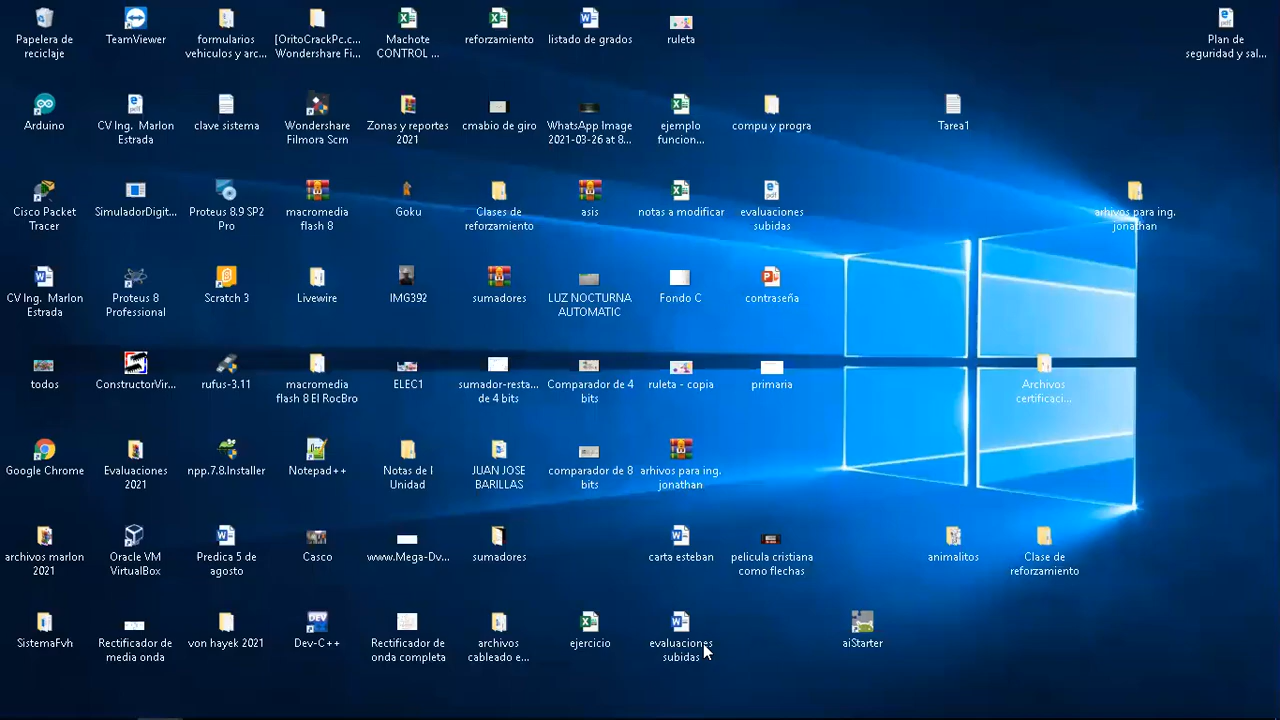 Papelera de
reciclaje
TeamViewer
formularios
vehiculos y arc...
[OritoCrackPc.c...
Wondershare Fi...
Machote
CONTROL ...
reforzamiento
listado de grados
ruleta
Plan de
seguridad y sal...
Arduino
CV Ing. Marlon
Estrada
clave sistema
Wondershare
Filmora Scrn
Zonas y reportes
2021
cmabio de giro
WhatsApp Image
2021-03-26 at 8...
ejemplo
funcion...
compu y progra
Tarea1
Cisco Packet
Tracer
SimuladorDigit...
Proteus 8.9 SP2
Pro
macromedia
flash 8
Goku
Clases de
reforzamiento
asis
notas a modificar
evaluaciones
subidas
arhivos para ing.
jonathan
CV Ing. Marlon
Estrada
Proteus 8
Professional
Scratch 3
Livewire
IMG392
sumadores
LUZ NOCTURNA
AUTOMATIC
Fondo C
contraseña
todos
ConstructorVir...
rufus-3.11
macromedia
flash 8 El RocBro
ELEC1
sumador-resta...
de 4 bits
Comparador de 4
bits
ruleta - copia
primaria
Archivos
certificaci...
Google Chrome
Evaluaciones
2021
npp.7.8.Installer
Notepad++
Notas de I
Unidad
JUAN JOSE
BARILLAS
comparador de 8
bits
arhivos para ing.
jonathan
archivos marlon
2021
Oracle VM
VirtualBox
Predica 5 de
agosto
Casco
www.Mega-Dv...
sumadores
carta esteban
pelicula cristiana
como flechas
animalitos
Clase de
reforzamiento
SistemaFvh
Rectificador de
media onda
von hayek 2021
Dev-C++
Rectificador de
onda completa
archivos
cableado e...
ejercicio
evaluaciones
subidas
aiStarter